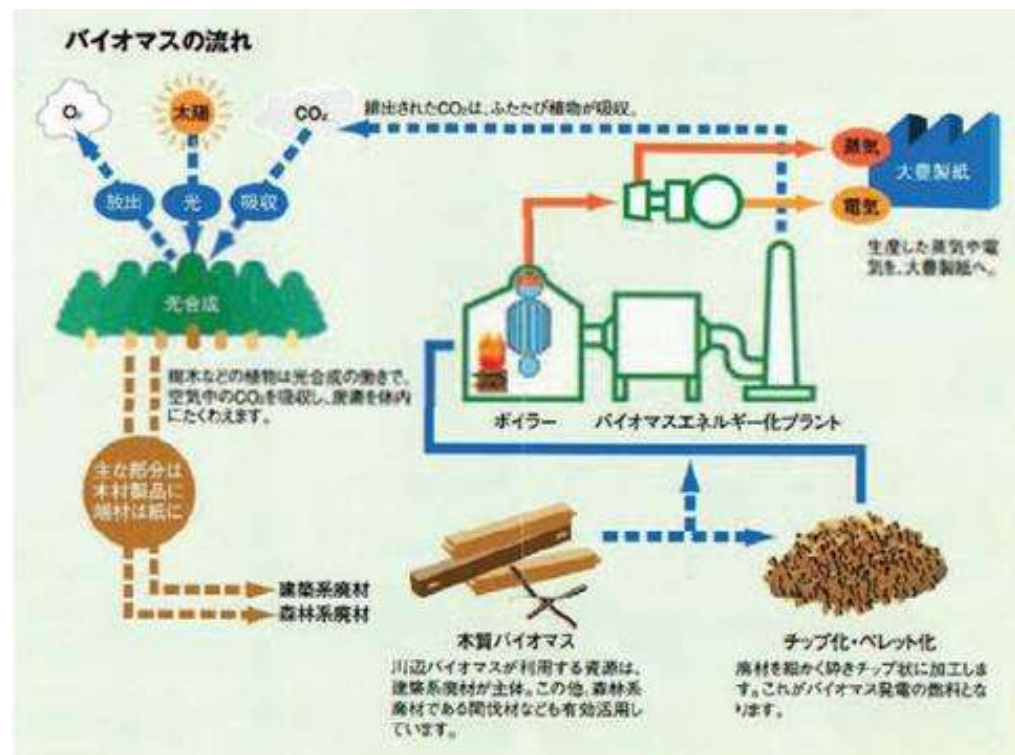 バイオマスの流れ
O₂
太陽
CO₂
排出されたCO₂は、ふたたび植物が吸収。
蒸気
大豊製紙
電気
放出
光
吸収
生産した蒸気や電
気を、大豊製紙へ。
光合成
樹木などの植物は光合成の働きで、
空気中のCO₂を吸収し、炭素を体内
にたくわえます。
ボイラー
バイオマスエネルギー化プラント
主な部分は
木材製品に
端材は紙に
建築系廃材
森林系廃材
木質バイオマス
川辺バイオマスが利用する資源は、
建築系廃材が主体。この他、森林系
廃材である間伐材なども有効活用し
ています。
チップ化・ペレット化
廃材を細かく砕きチップ状に加工しま
す。これがバイオマス発電の燃料とな
ります。